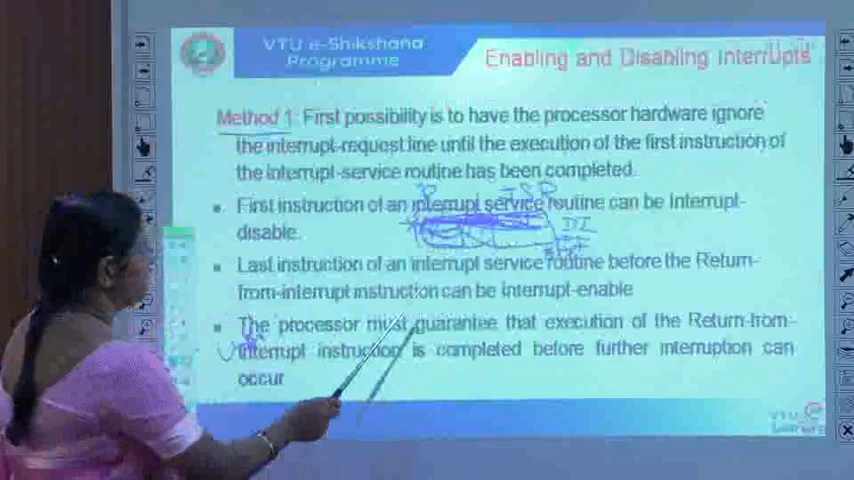 VTU e-Shikshana
Programme
Enabling and Disabling Interrupts
Method 1: First possibility is to have the processor hardware ignore
the interrupt-request line until the execution of the first instruction of
the interrupt-service routine has been completed.
First instruction of an interrupt service routine can be Interrupt-
disable.
Last instruction of an interrupt service routine before the Return-
from-interrupt instruction can be interrupt-enable
The processor must guarantee that execution of the Return-from-
interrupt instruction is completed before further interruption can
occur
P ISR
DI
VTU